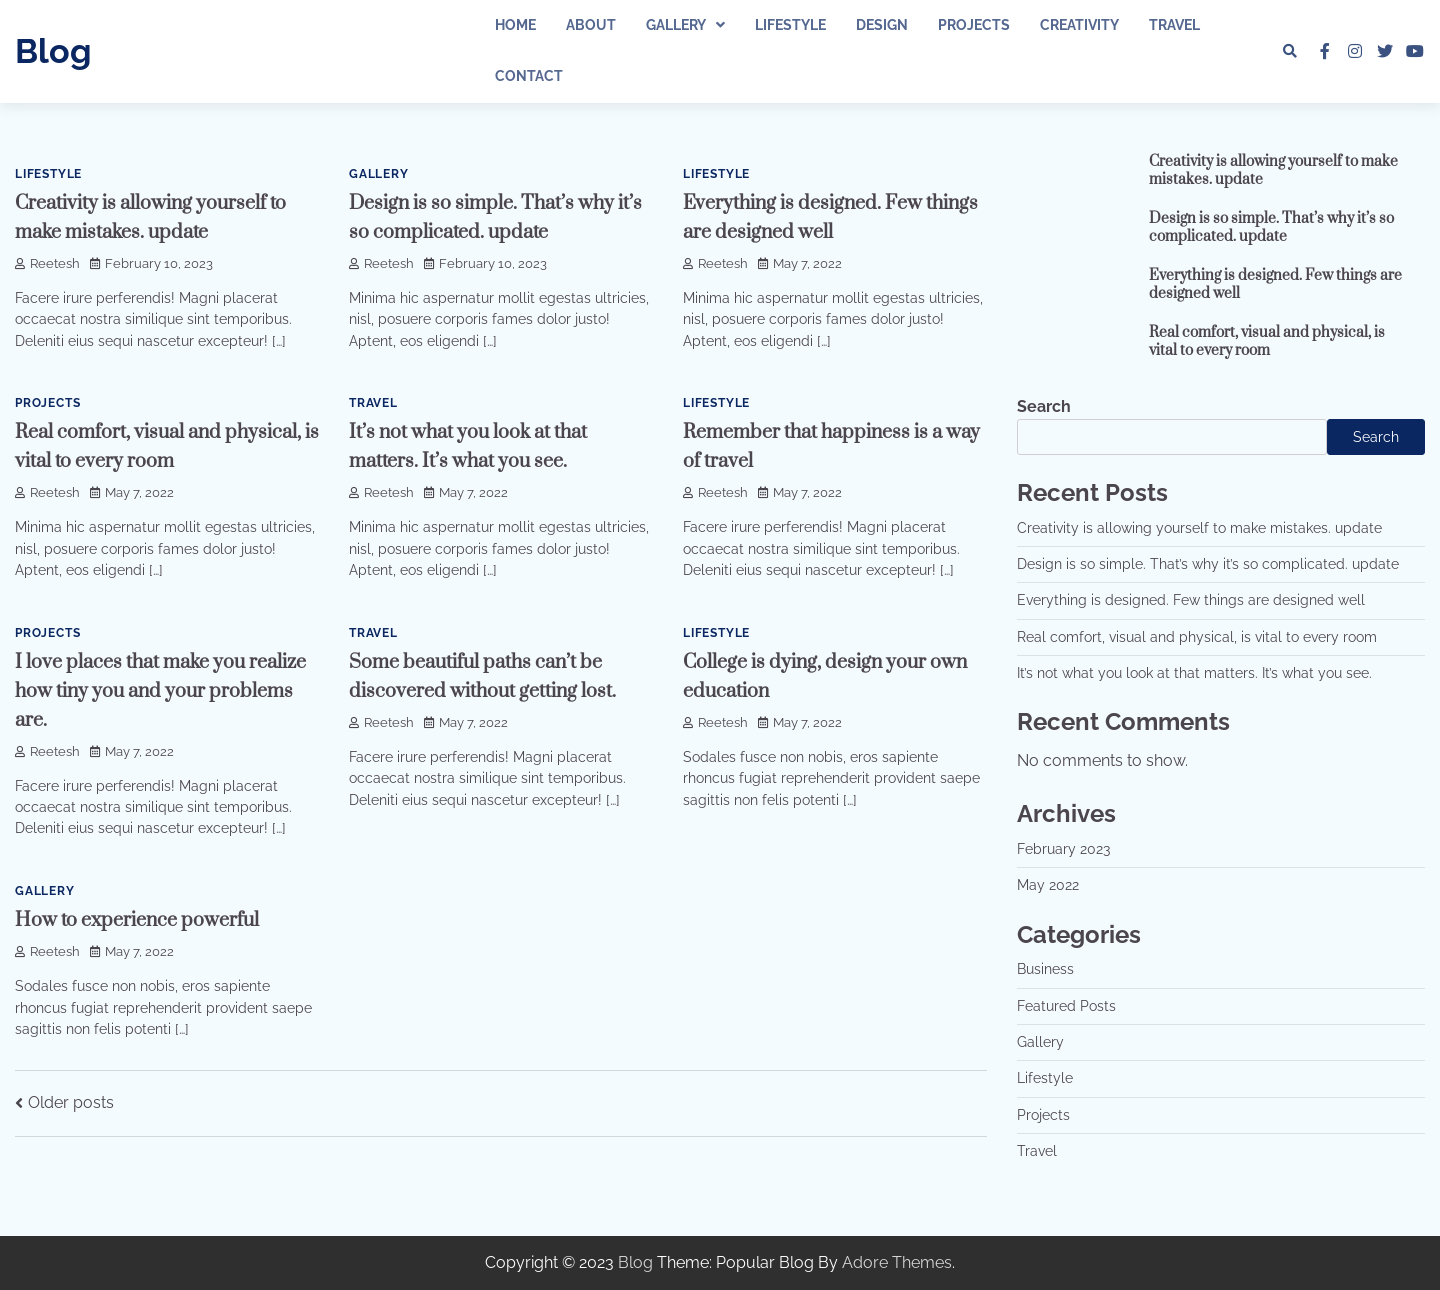 Blog
HOME ABOUT GALLERY LIFESTYLE DESIGN PROJECTS CREATIVITY TRAVEL
CONTACT
LIFESTYLE
Creativity is allowing yourself to
make mistakes. update
Reetesh February 10, 2023
Facere irure perferendis! Magni placerat
occaecat nostra similique sint temporibus.
Deleniti eius sequi nascetur excepteur! [...]
GALLERY
Design is so simple. That’s why it’s
so complicated. update
Reetesh February 10, 2023
Minima hic aspernatur mollit egestas ultricies,
nisl, posuere corporis fames dolor justo!
Aptent, eos eligendi [...]
LIFESTYLE
Everything is designed. Few things
are designed well
Reetesh May 7, 2022
Minima hic aspernatur mollit egestas ultricies,
nisl, posuere corporis fames dolor justo!
Aptent, eos eligendi [...]
PROJECTS
Real comfort, visual and physical, is
vital to every room
Reetesh May 7, 2022
Minima hic aspernatur mollit egestas ultricies,
nisl, posuere corporis fames dolor justo!
Aptent, eos eligendi [...]
TRAVEL
It’s not what you look at that
matters. It’s what you see.
Reetesh May 7, 2022
Minima hic aspernatur mollit egestas ultricies,
nisl, posuere corporis fames dolor justo!
Aptent, eos eligendi [...]
LIFESTYLE
Remember that happiness is a way
of travel
Reetesh May 7, 2022
Facere irure perferendis! Magni placerat
occaecat nostra similique sint temporibus.
Deleniti eius sequi nascetur excepteur! [...]
PROJECTS
I love places that make you realize
how tiny you and your problems
are.
Reetesh May 7, 2022
Facere irure perferendis! Magni placerat
occaecat nostra similique sint temporibus.
Deleniti eius sequi nascetur excepteur! [...]
TRAVEL
Some beautiful paths can’t be
discovered without getting lost.
Reetesh May 7, 2022
Facere irure perferendis! Magni placerat
occaecat nostra similique sint temporibus.
Deleniti eius sequi nascetur excepteur! [...]
LIFESTYLE
College is dying, design your own
education
Reetesh May 7, 2022
Sodales fusce non nobis, eros sapiente
rhoncus fugiat reprehenderit provident saepe
sagittis non felis potenti [...]
GALLERY
How to experience powerful
Reetesh May 7, 2022
Sodales fusce non nobis, eros sapiente
rhoncus fugiat reprehenderit provident saepe
sagittis non felis potenti [...]
Older posts
Creativity is allowing yourself to make
mistakes. update
Design is so simple. That’s why it’s so
complicated. update
Everything is designed. Few things are
designed well
Real comfort, visual and physical, is
vital to every room
Search
Search
Recent Posts
Creativity is allowing yourself to make mistakes. update
Design is so simple. That’s why it’s so complicated. update
Everything is designed. Few things are designed well
Real comfort, visual and physical, is vital to every room
It’s not what you look at that matters. It’s what you see.
Recent Comments
No comments to show.
Archives
February 2023
May 2022
Categories
Business
Featured Posts
Gallery
Lifestyle
Projects
Travel
Copyright © 2023 Blog Theme: Popular Blog By Adore Themes.